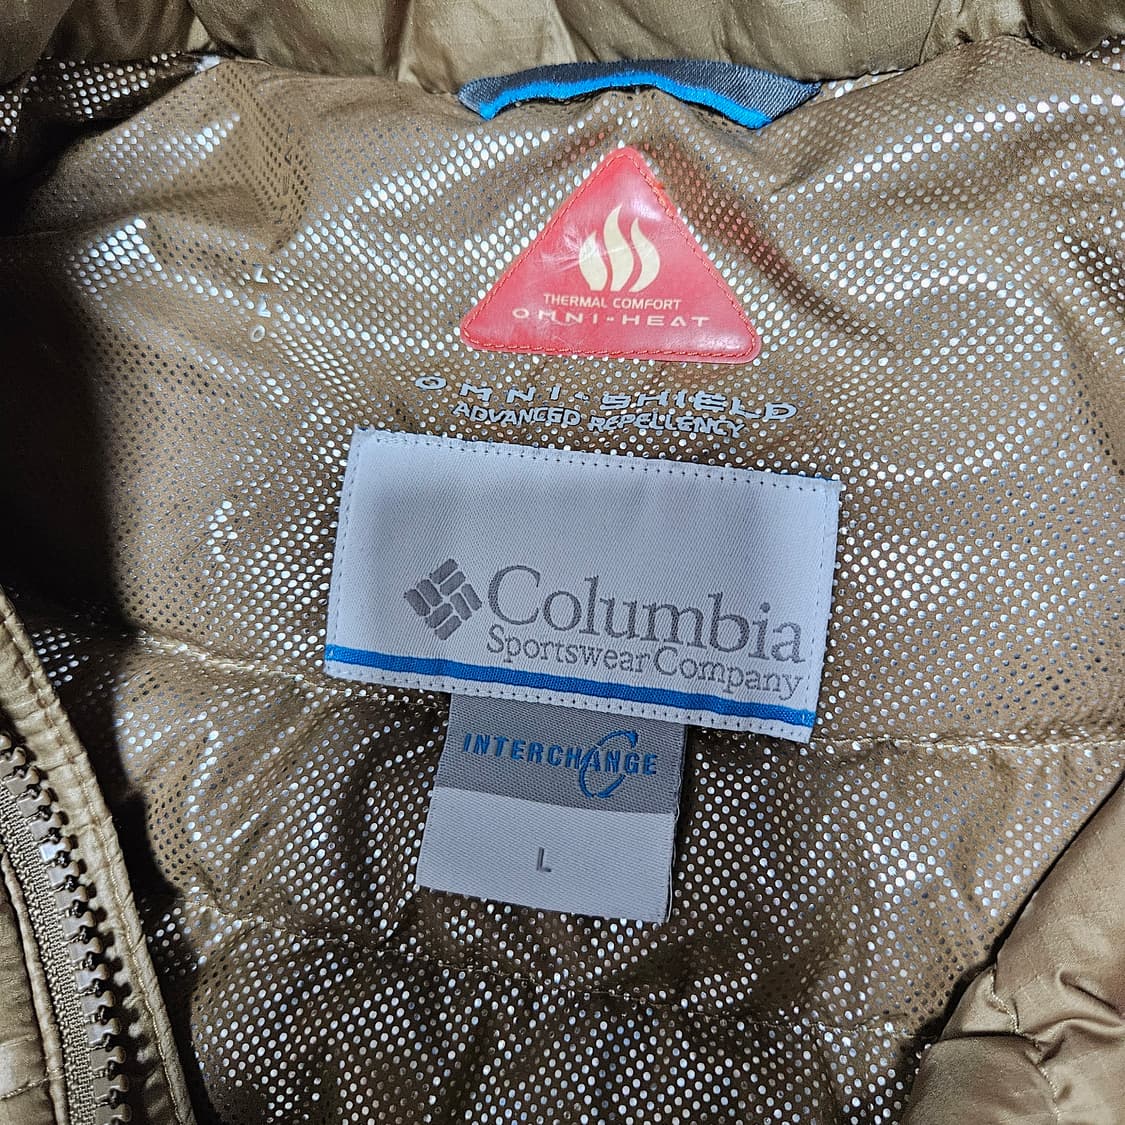 THERMAL COMFORT
OMNI-HEAT
OMNI-SHIELD
ADVANCED REPELLENCY
Columbia
Sportswear Company
INTERCHANGE
L